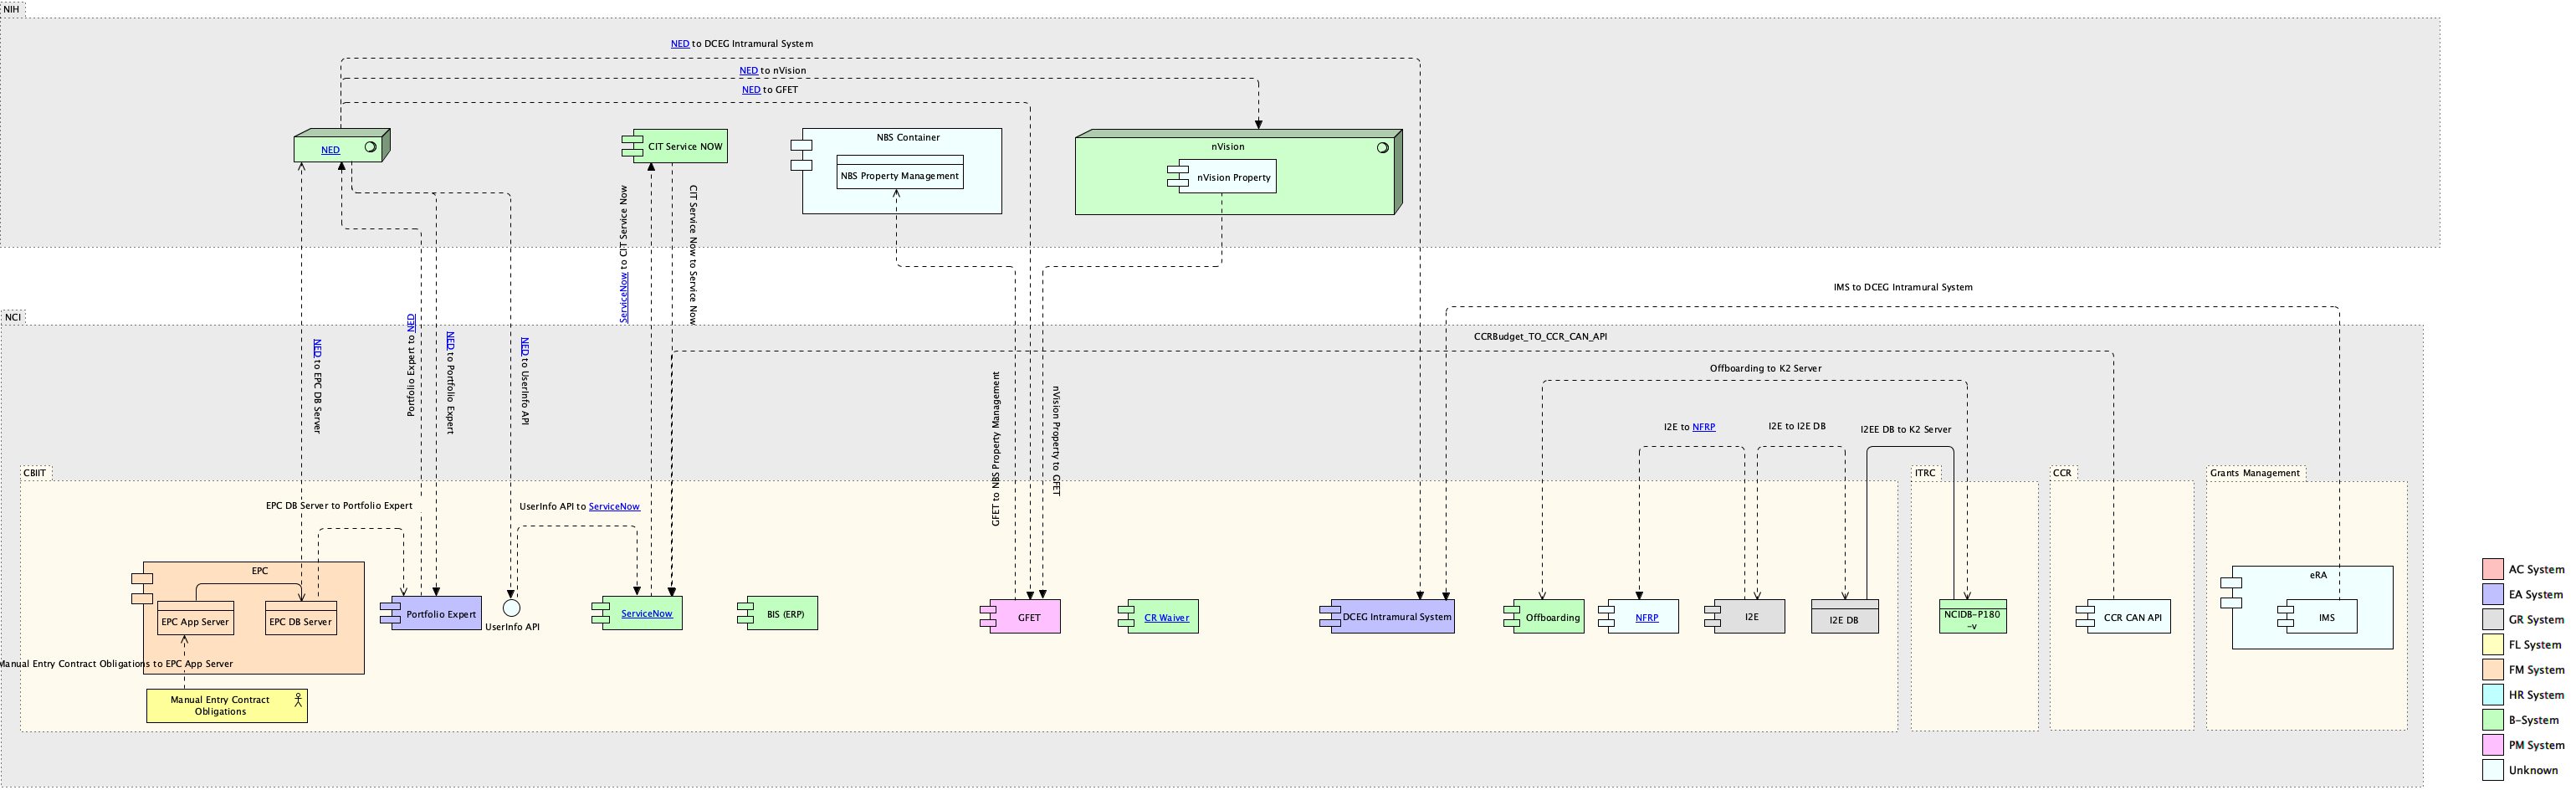 NIH
NED to DCEG Intramural System
NED to nVision
NED to GFET
NED
CIT Service NOW
NBS Container
NBS Property Management
nVision
nVision Property
ServiceNow to CIT Service Now
CIT Service Now to Service Now
IMS to DCEG Intramural System
NCI
CCRBudget_TO_CCR_CAN_API
Offboarding to K2 Server
NED to EPC DB Server
Portfolio Expert to NED
NED to Portfolio Expert
NED to UserInfo API
GFET to NBS Property Management
nVision Property to GFET
I2E to NFRP
I2E to I2E DB
I2EE DB to K2 Server
CBIIT
ITRC
CCR
Grants Management
EPC DB Server to Portfolio Expert
UserInfo API to ServiceNow
EPC
EPC App Server
EPC DB Server
Portfolio Expert
UserInfo API
ServiceNow
BIS (ERP)
GFET
CR Waiver
DCEG Intramural System
Offboarding
NFRP
I2E
I2E DB
NCIDB-P180
-v
CCR CAN API
eRA
IMS
Manual Entry Contract Obligations to EPC App Server
Manual Entry Contract
Obligations
AC System
EA System
GR System
FL System
FM System
HR System
B-System
PM System
Unknown